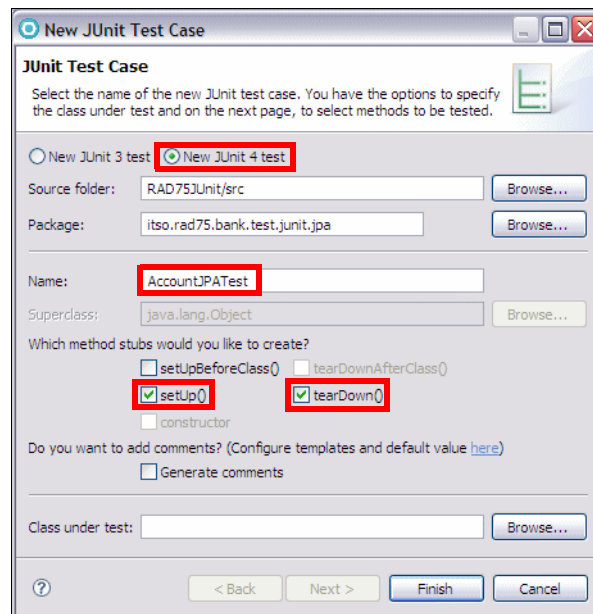 New JUnit Test Case
JUnit Test Case
Select the name of the new JUnit test case. You have the options to specify
the class under test and on the next page, to select methods to be tested.
New JUnit 3 test New JUnit 4 test
Source folder: RAD75JUnit/src Browse...
Package: itso.rad75.bank.test.junit.jpa Browse...
Name: AccountJPATest
Superclass: java.lang.Object Browse...
Which method stubs would you like to create?
setUpBeforeClass() tearDownAfterClass()
setUp() tearDown()
constructor
Do you want to add comments? (Configure templates and default value here)
Generate comments
Class under test: Browse...
? < Back Next > Finish Cancel